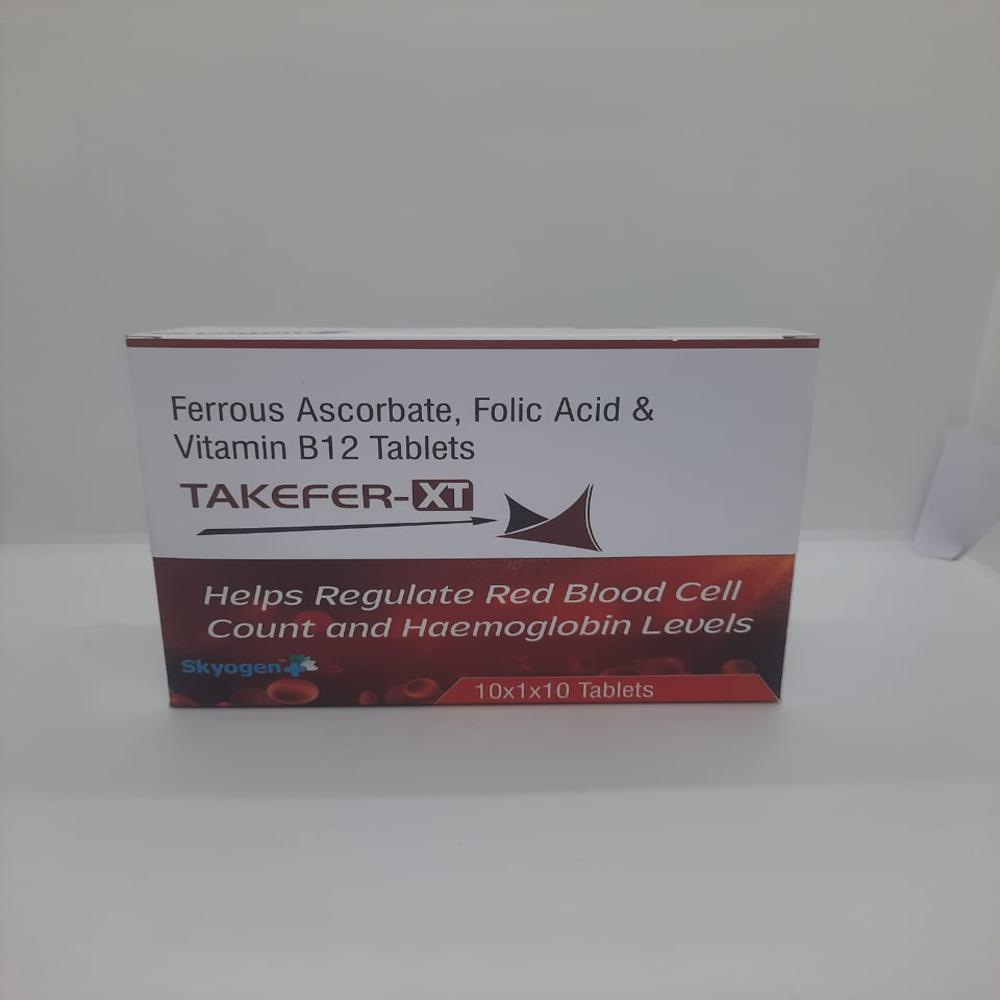 Ferrous Ascorbate, Folic Acid &
Vitamin B12 Tablets
TAKEFER-XT
Helps Regulate Red Blood Cell
Count and Haemoglobin Levels
Skyogen
10x1x10 Tablets